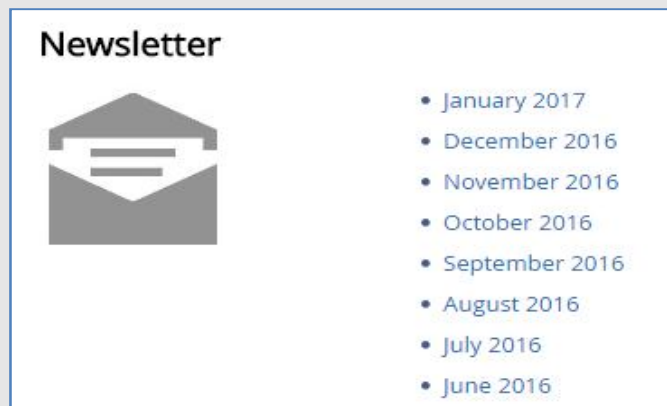 Newsletter
• January 2017
• December 2016
• November 2016
• October 2016
• September 2016
• August 2016
• July 2016
• June 2016